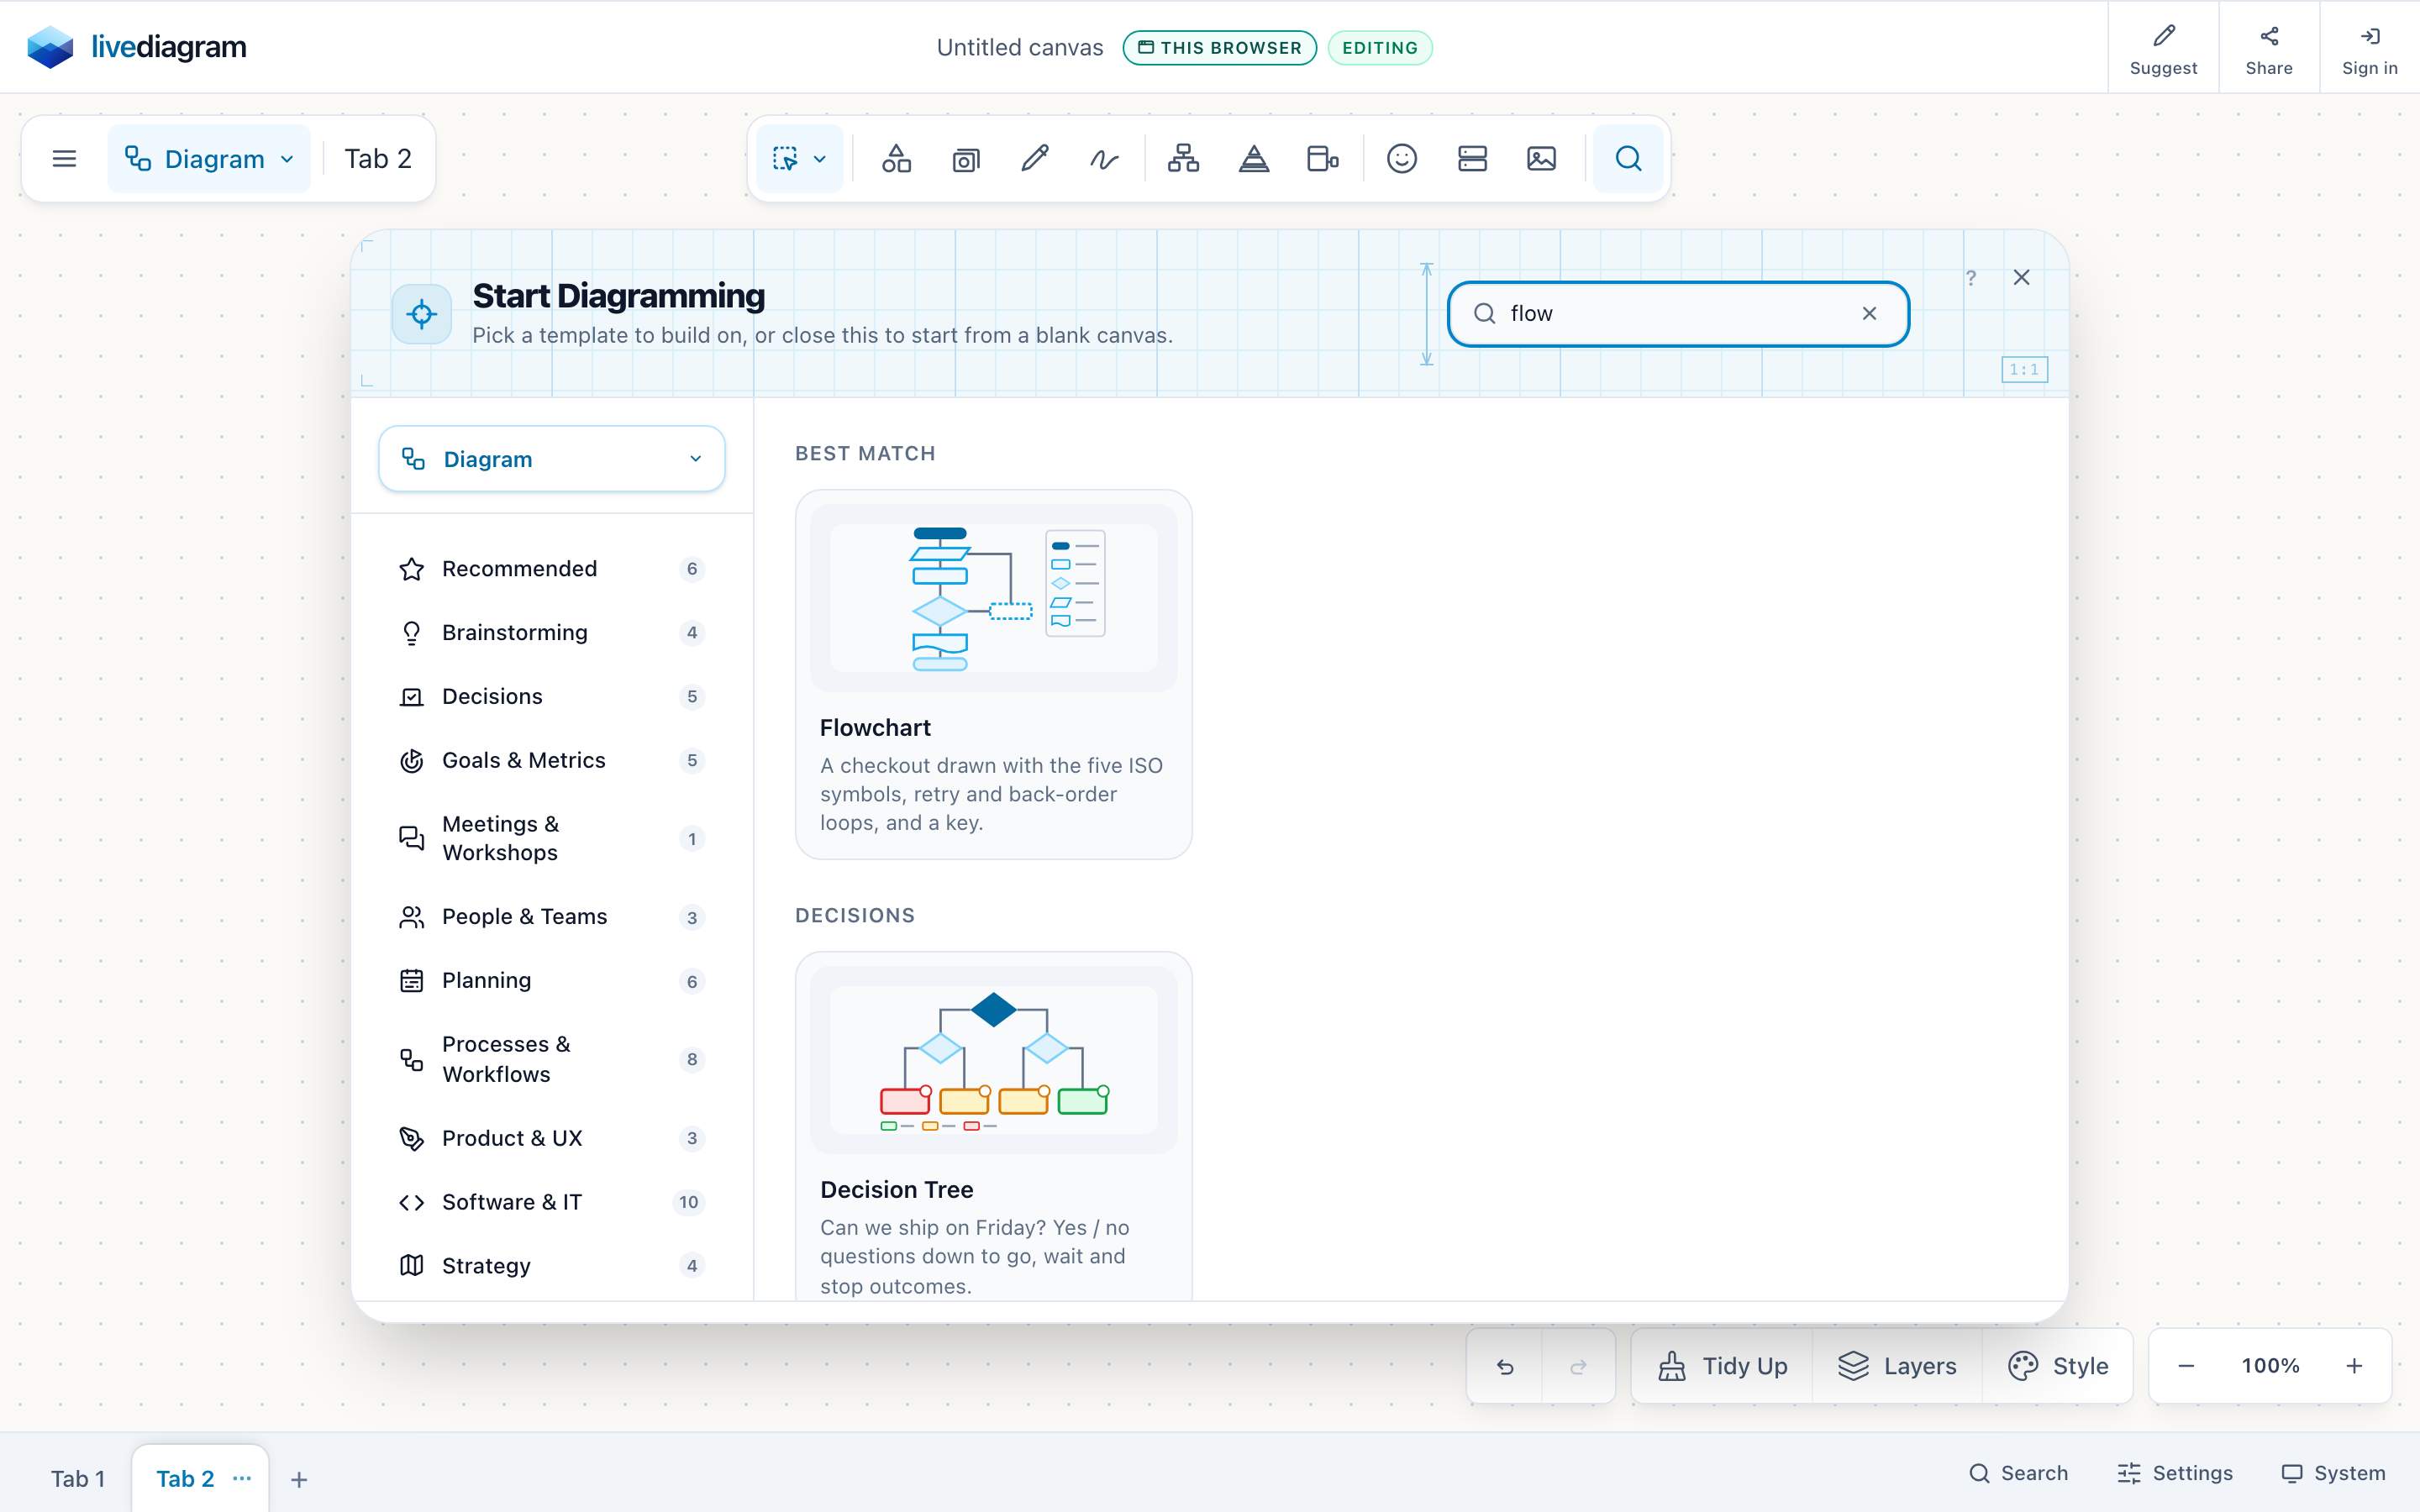 livediagram
Untitled canvas
THIS BROWSER
EDITING
Suggest
Share
Sign in
Diagram
Tab 2
Start Diagramming
Pick a template to build on, or close this to start from a blank canvas.
flow
?
1:1
Diagram
Recommended 6
Brainstorming 4
Decisions 5
Goals & Metrics 5
Meetings &
Workshops 1
People & Teams 3
Planning 6
Processes &
Workflows 8
Product & UX 3
Software & IT 10
Strategy 4
BEST MATCH
Flowchart
A checkout drawn with the five ISO
symbols, retry and back-order
loops, and a key.
DECISIONS
Decision Tree
Can we ship on Friday? Yes / no
questions down to go, wait and
stop outcomes.
Tidy Up
Layers
Style
100%
Tab 1
Tab 2
Search
Settings
System